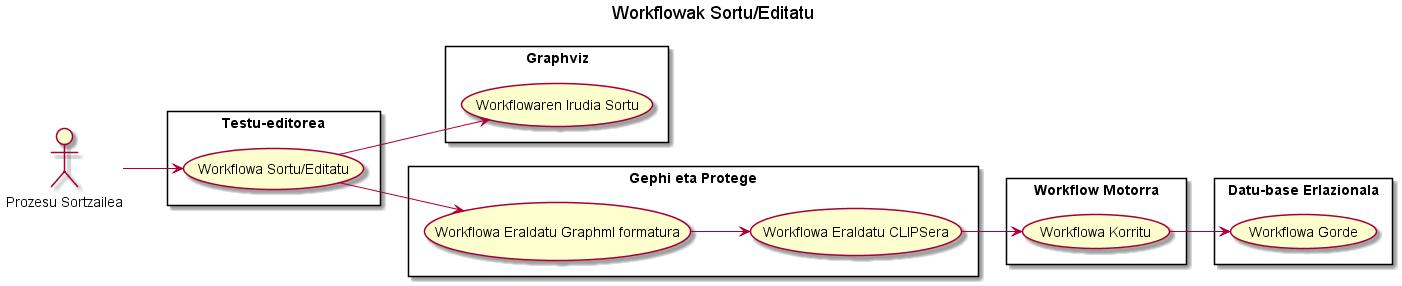 Workflowak Sortu/Editatu
Graphviz
Workflowaren Irudia Sortu
Testu-editorea
Workflowa Sortu/Editatu
Prozesu Sortzailea
Gephi eta Protege
Workflowa Eraldatu Graphml formatura
Workflowa Eraldatu CLIPSera
Workflow Motorra
Workflowa Korritu
Datu-base Erlazionala
Workflowa Gorde